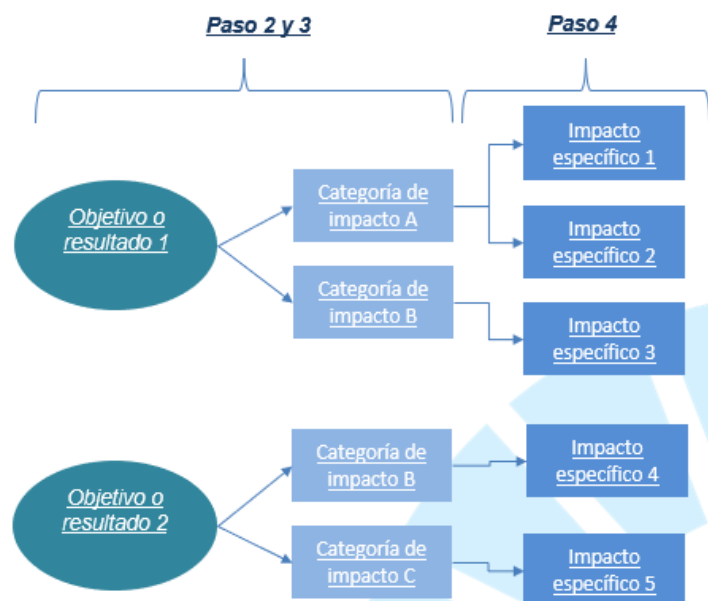 Paso 2 y 3
Paso 4
Objetivo o
resultado 1
Categoría de
impacto A
Categoría de
impacto B
Impacto
específico 1
Impacto
específico 2
Impacto
específico 3
Objetivo o
resultado 2
Categoría de
impacto B
Categoría de
impacto C
Impacto
específico 4
Impacto
específico 5